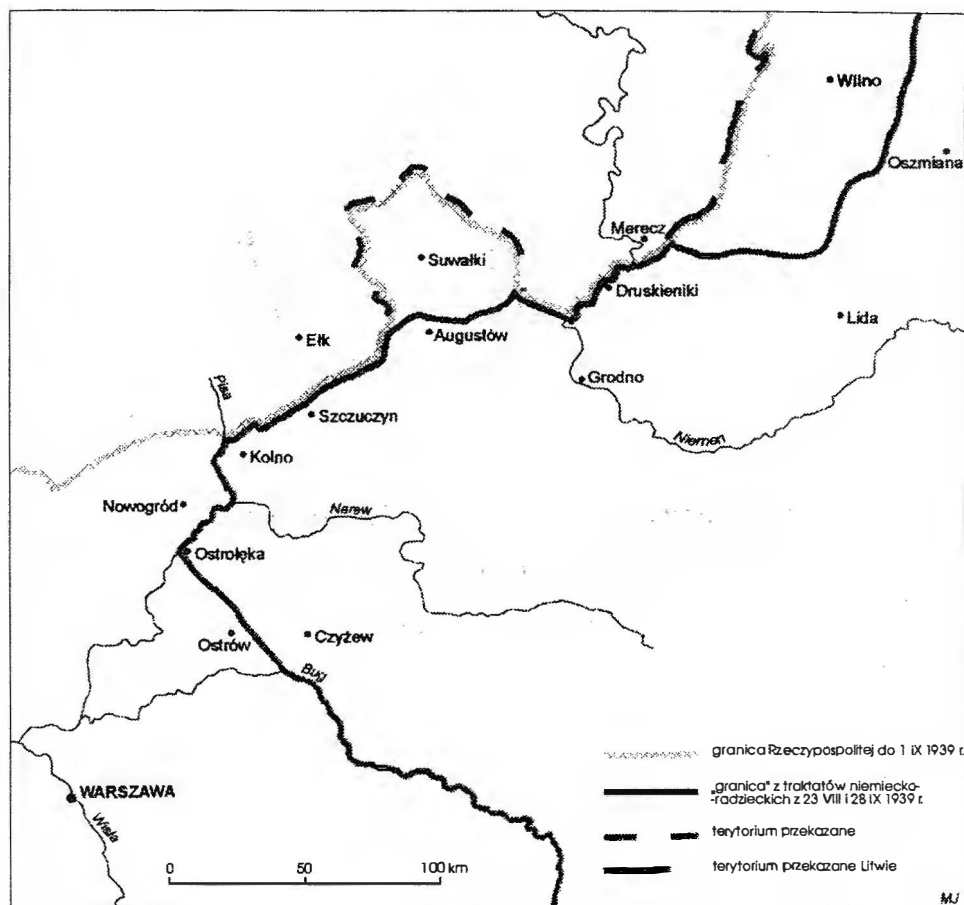 Wilno
Oszmiana
Merecz
Suwałki
Druskieniki
Lida
Augustów
Ełk
Grodno
Pisa
Szczuczyn
Niemen
Kolno
Nowogród
Narew
Ostrołęka
Ostrów
Czyżew
Bug
WARSZAWA
Wisła
0 50 100 km
granica Rzeczypospolitej do 1 IX 1939 r.
"granica" z traktatów niemiecko-
-radzieckich z 23 VIII i 28 IX 1939 r.
terytorium przekazane
terytorium przekazane Litwie
MJ